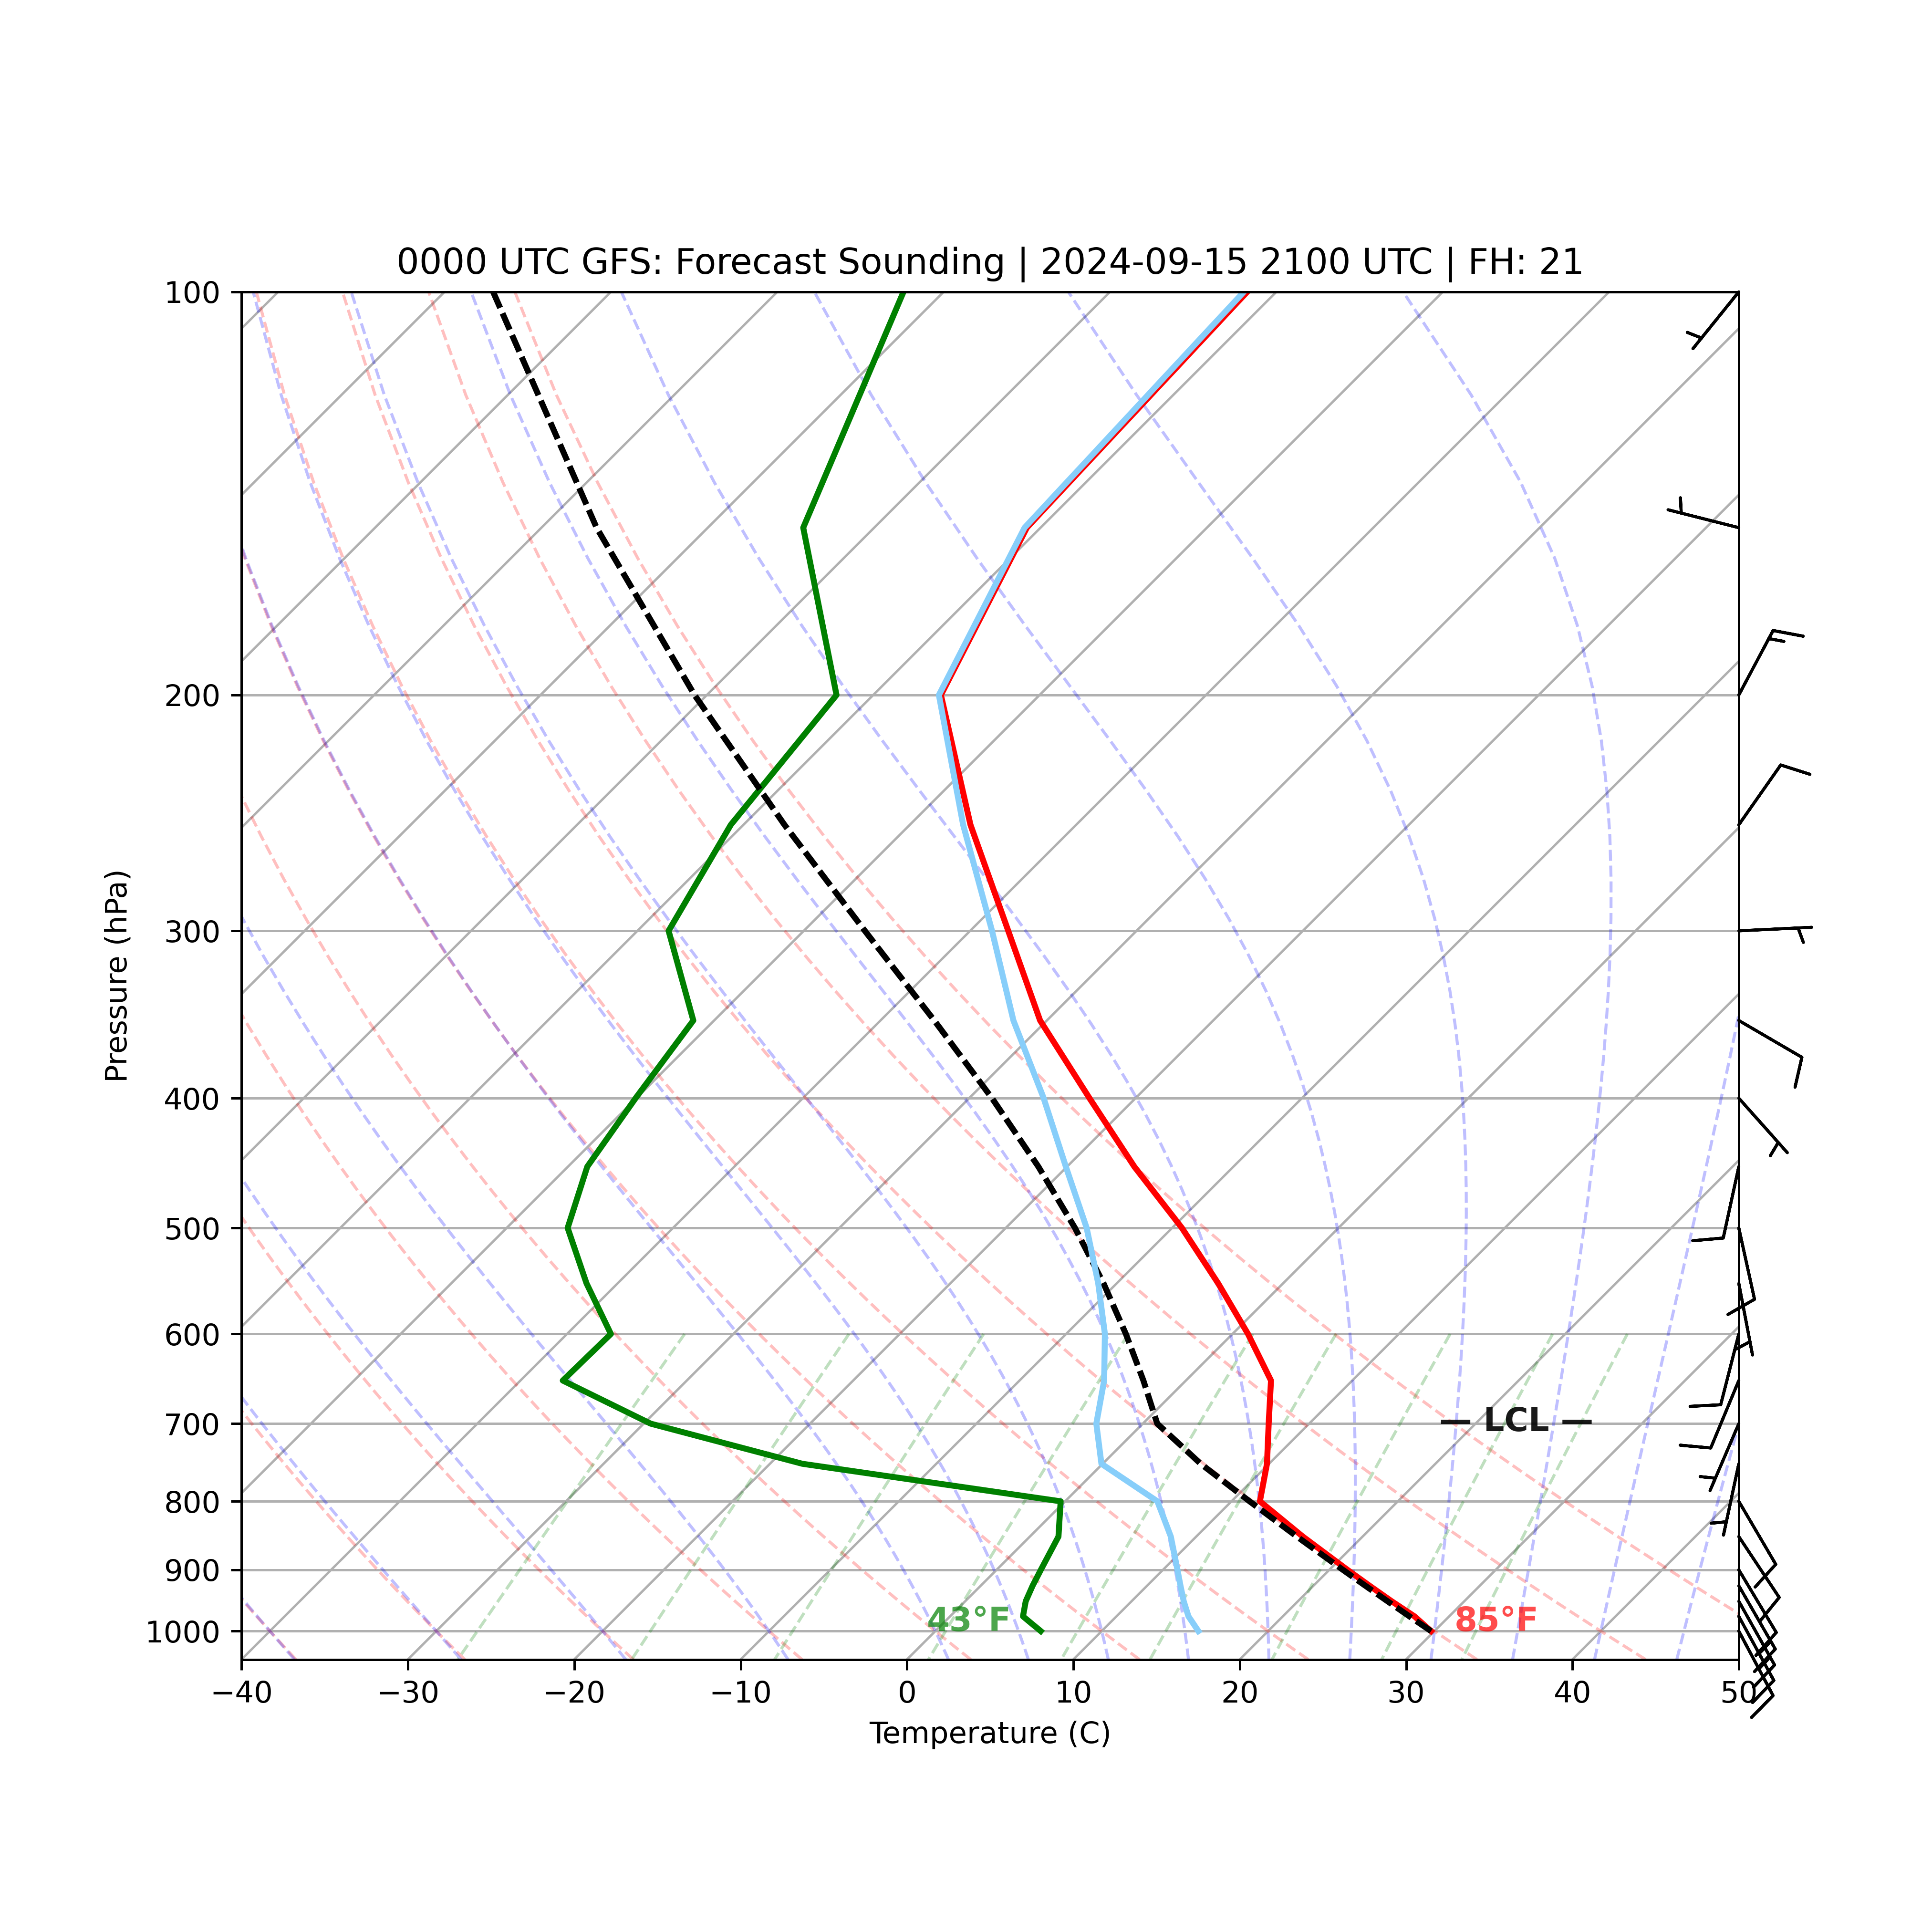 0000 UTC GFS: Forecast Sounding | 2024-09-15 2100 UTC | FH: 21
100
200
300
400
500
600
700
800
900
1000
Pressure (hPa)
— LCL —
43°F
85°F
−40 −30 −20 −10 0 10 20 30 40 50
Temperature (C)